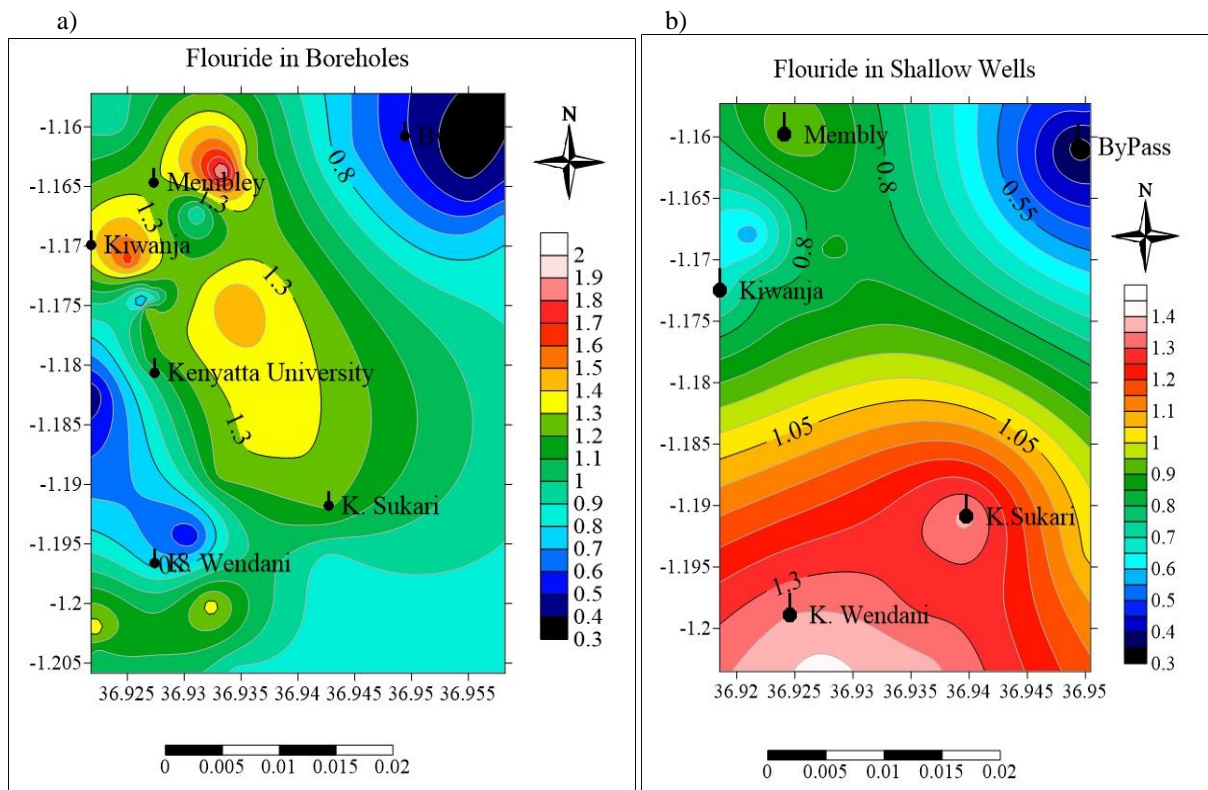 a)
Flouride in Boreholes
-1.16
-1.165
-1.17
-1.175
-1.18
-1.185
-1.19
-1.195
-1.2
-1.205
0.8
B
Membley
1.3
1.3
Kiwanja
1.3
Kenyatta University
1.3
K. Sukari
0.8
K. Wendani
36.925 36.93 36.935 36.94 36.945 36.95 36.955
0 0.005 0.01 0.015 0.02
N
2
1.9
1.8
1.7
1.6
1.5
1.4
1.3
1.2
1.1
1
0.9
0.8
0.7
0.6
0.5
0.4
0.3
b)
Flouride in Shallow Wells
-1.16
-1.165
-1.17
-1.175
-1.18
-1.185
-1.19
-1.195
-1.2
Membly
ByPass
0.8
0.55
0.8
Kiwanja
1.05
1.05
K.Sukari
1.3
K. Wendani
36.92 36.925 36.93 36.935 36.94 36.945 36.95
0 0.005 0.01 0.015 0.02
N
1.4
1.3
1.2
1.1
1
0.9
0.8
0.7
0.6
0.5
0.4
0.3